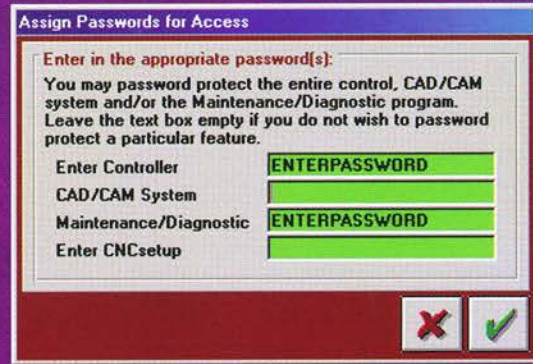 Assign Passwords for Access
Enter in the appropriate password(s):
You may password protect the entire control, CAD/CAM
system and/or the Maintenance/Diagnostic program.
Leave the text box empty if you do not wish to password
protect a particular feature.
Enter Controller ENTERPASSWORD
CAD/CAM System
Maintenance/Diagnostic ENTERPASSWORD
Enter CNCsetup